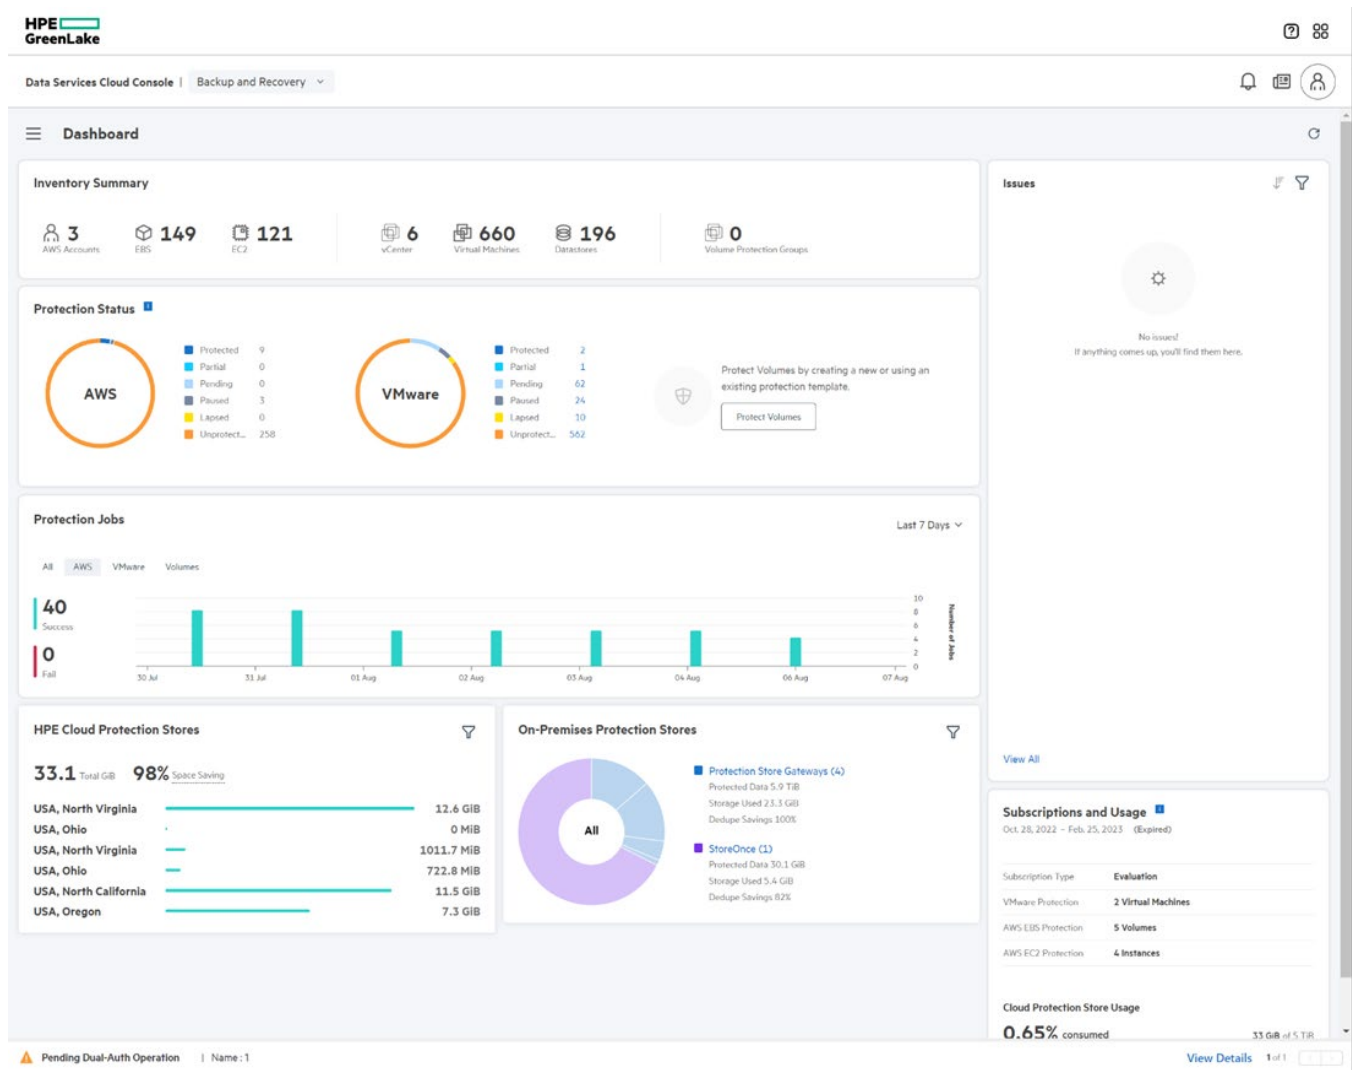 HPE
GreenLake
Data Services Cloud Console | Backup and Recovery
Dashboard
Inventory Summary
3
AWS Accounts
149
EBS
121
EC2
6
vCenter
660
Virtual Machines
196
Datastores
0
Volume Protection Groups
Protection Status
AWS
Protected 9
Partial 0
Pending 0
Paused 3
Lapsed 0
Unprotect... 258
VMware
Protected 2
Partial 1
Pending 62
Paused 24
Lapsed 10
Unprotect... 562
Protect Volumes by creating a new or using an
existing protection template.
Protect Volumes
Protection Jobs
Last 7 Days
All AWS VMware Volumes
40
Success
0
Fail
10
8
6
4
2
0
Number of Jobs
30 Jul 31 Jul 01 Aug 02 Aug 03 Aug 04 Aug 06 Aug 07 Aug
HPE Cloud Protection Stores
33.1 Total GiB 98% Space Saving
USA, North Virginia 12.6 GiB
USA, Ohio 0 MiB
USA, North Virginia 1011.7 MiB
USA, Ohio 722.8 MiB
USA, North California 11.5 GiB
USA, Oregon 7.3 GiB
On-Premises Protection Stores
All
Protection Store Gateways (4)
Protected Data 5.9 TiB
Storage Used 23.3 GiB
Dedupe Savings 100%
StoreOnce (1)
Protected Data 30.1 GiB
Storage Used 5.4 GiB
Dedupe Savings 82%
Issues
No issues!
If anything comes up, you'll find them here.
View All
Subscriptions and Usage
Oct. 28, 2022 - Feb. 25, 2023 (Expired)
Subscription Type Evaluation
VMware Protection 2 Virtual Machines
AWS EBS Protection 5 Volumes
AWS EC2 Protection 4 Instances
Cloud Protection Store Usage
0.65% consumed 33 GiB of 5 TiB
Pending Dual-Auth Operation | Name : 1
View Details 1 of 1